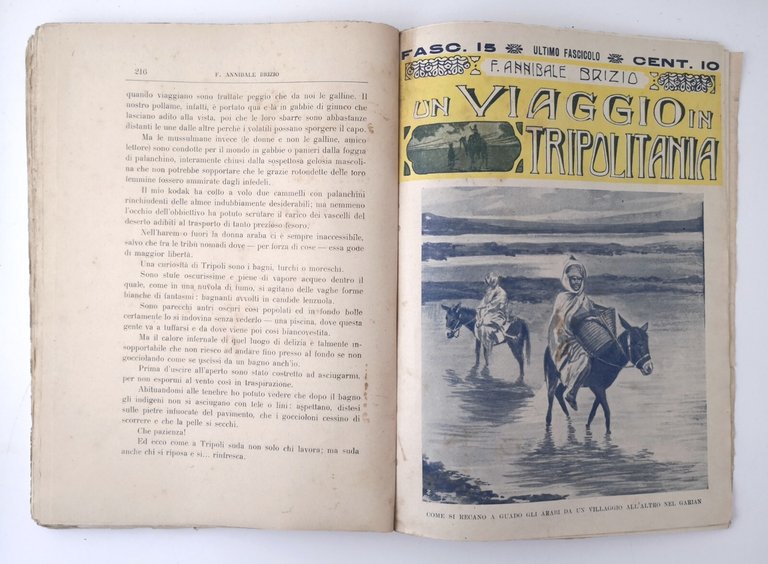 216
F. ANNIBALE BRIZIO
quando viaggiano sono trattate peggio che da noi le galline. Il
nostro pollame, infatti, è portato qua e là in gabbie di giunco che
lasciano adito alla vista, poi che le loro sbarre sono abbastanza
distanti le une dalle altre perchè i volatili possano sporgere il capo.
Ma le mussulmane invece (le donne e non le galline, amico
lettore) sono condotte per il mondo in gabbie o panieri dalla foggia
di palanchino, interamente chiusi dalla sospettosa gelosia mascoli-
na che non potrebbe sopportare che le grazie rotondette delle loro
femmine fossero ammirate dagli infedeli.
Il mio kodak ha colto a volo due cammelli con palanchini
rinchiudenti delle almee indubbiamente desiderabili; ma nemmeno
l'occhio dell'obbiettivo ha potuto scrutare il carico dei vascelli del
deserto adibiti al trasporto di tanto prezioso tesoro.
Nell'harem o fuori la donna araba ci è sempre inaccessibile,
salvo che fra le tribù nomadi dove — per forza di cose — essa gode
di maggior libertà.
Una curiosità di Tripoli sono i bagni, turchi o moreschi.
Sono stufe oscurissime e piene di vapore acqueo dentro il
quale, come in una nuvola di fumo, si agitano delle vaghe forme
bianche di fantasmi: bagnanti avvolti in candide lenzuola.
Sono parecchi antri oscuri così popolati ed in fondo bolle
certamente lo si indovina senza vederlo — una piscina, dove questa
gente va a tuffarsi e da dove viene poi così biancovestita.
Ma il calore infernale di quel luogo di delizia è talmente in-
sopportabile che non riesco ad andare fino presso al fondo se non
gocciolando come se uscissi da un bagno anch'io.
Prima d'uscire all'aperto sono stato costretto ad asciugarmi
per non espormi al vento così in traspirazione.
Abituandomi alle tenebre ho potuto vedere che dopo il bagno
gli indigeni non si asciugano con tele o lini: aspettano, distesi
sulle pietre infuocate del pavimento, che i goccioloni cessino di
scorrere e che la pelle si secchi.
Che pazienza!
Ed ecco come a Tripoli suda non solo chi lavora; ma suda
anche chi si riposa e si... rinfresca.
FASC. 15 ULTIMO FASCICOLO CENT. 10
F. ANNIBALE BRIZIO
UN VIAGGIO IN
TRIPOLITANIA
COME SI RECANO A GUADO GLI ARABI DA UN VILLAGGIO ALL'ALTRO NEL GARIAN